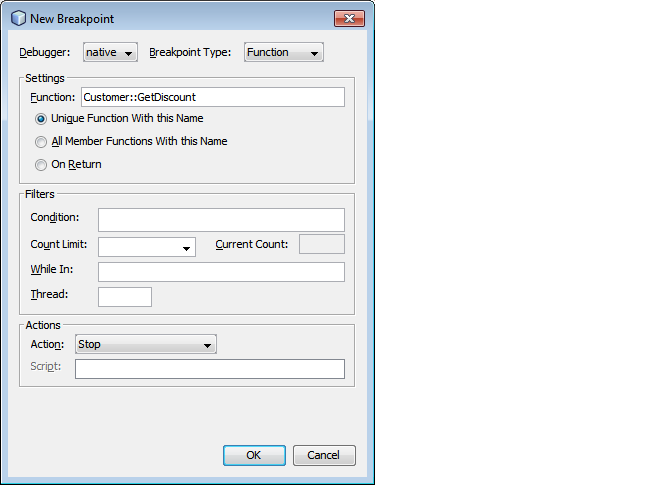 New Breakpoint
Debugger: native Breakpoint Type: Function
Settings
Function: Customer::GetDiscount
Unique Function With this Name
All Member Functions With this Name
On Return
Filters
Condition:
Count Limit: Current Count:
While In:
Thread:
Actions
Action: Stop
Script:
OK Cancel